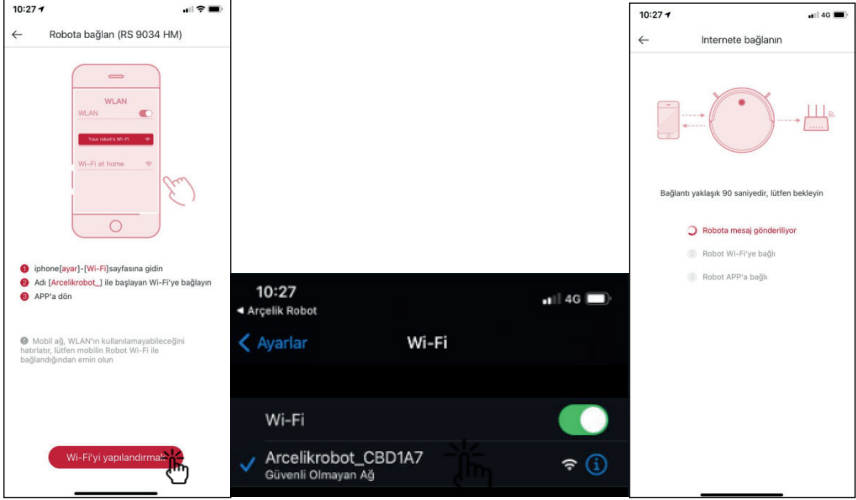 10:27
Robota bağlan (RS 9034 HM)
WLAN
WLAN
Your robot's Wi-Fi
Wi-Fi at home
1 iphone[ayar]-[Wi-Fi]sayfasına gidin
2 Adı [Arcelikrobot_] ile başlayan Wi-Fi'ye bağlayın
3 APP'a dön
Mobil ağ, WLAN'ın kullanılamayabileceğini
hatırlatır, lütfen mobilin Robot Wi-Fi ile
bağlandığından emin olun
Wi-Fi'yi yapılandırmak
10:27
4G
Arçelik Robot
Ayarlar
Wi-Fi
Wi-Fi
Arcelikrobot_CBD1A7
Güvenli Olmayan Ağ
10:27
4G
Internete bağlanın
Bağlantı yaklaşık 90 saniyedir, lütfen bekleyin
Robota mesaj gönderiliyor
2 Robot Wi-Fi'ye bağlı
3 Robot APP'a bağlı